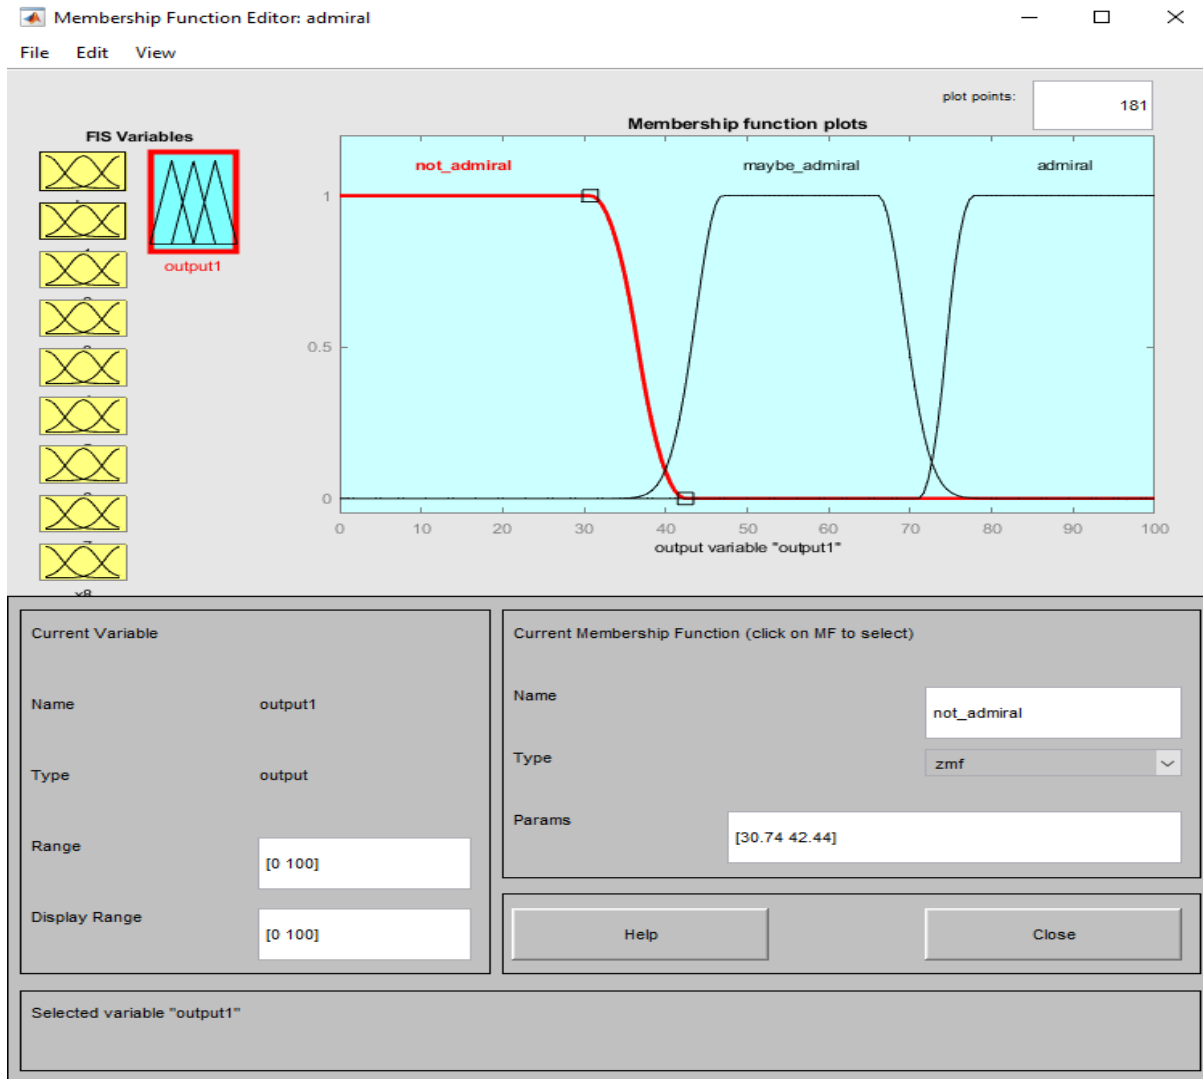 Membership Function Editor: admiral
File Edit View
plot points: 181
FIS Variables
output1
x8
Membership function plots
not_admiral maybe_admiral admiral
1
0.5
0
0 10 20 30 40 50 60 70 80 90 100
output variable "output1"
Current Variable
Name output1
Type output
Range [0 100]
Display Range [0 100]
Current Membership Function (click on MF to select)
Name not_admiral
Type zmf
Params [30.74 42.44]
Help Close
Selected variable "output1"